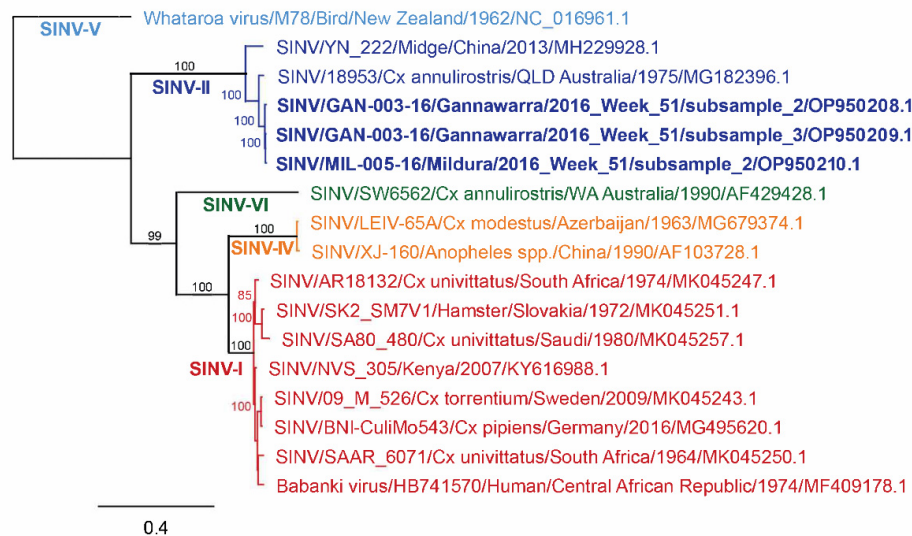 Whataroa virus/M78/Bird/New Zealand/1962/NC_016961.1
SINV-V
SINV/YN_222/Midge/China/2013/MH229928.1
100
SINV/18953/Cx annulirostris/QLD Australia/1975/MG182396.1
SINV-II
100
SINV/GAN-003-16/Gannawarra/2016_Week_51/subsample_2/OP950208.1
100
SINV/GAN-003-16/Gannawarra/2016_Week_51/subsample_3/OP950209.1
100
SINV/MIL-005-16/Mildura/2016_Week_51/subsample_2/OP950210.1
SINV/SW6562/Cx annulirostris/WA Australia/1990/AF429428.1
SINV-VI
SINV/LEIV-65A/Cx modestus/Azerbaijan/1963/MG679374.1
99
100
SINV-IV
SINV/XJ-160/Anopheles spp./China/1990/AF103728.1
SINV/AR18132/Cx univittatus/South Africa/1974/MK045247.1
100
85
SINV/SK2_SM7V1/Hamster/Slovakia/1972/MK045251.1
100
SINV/SA80_480/Cx univittatus/Saudi/1980/MK045257.1
100
SINV-I
SINV/NVS_305/Kenya/2007/KY616988.1
SINV/09_M_526/Cx torrentium/Sweden/2009/MK045243.1
100
SINV/BNI-CuliMo543/Cx pipiens/Germany/2016/MG495620.1
SINV/SAAR_6071/Cx univittatus/South Africa/1964/MK045250.1
Babanki virus/HB741570/Human/Central African Republic/1974/MF409178.1
0.4